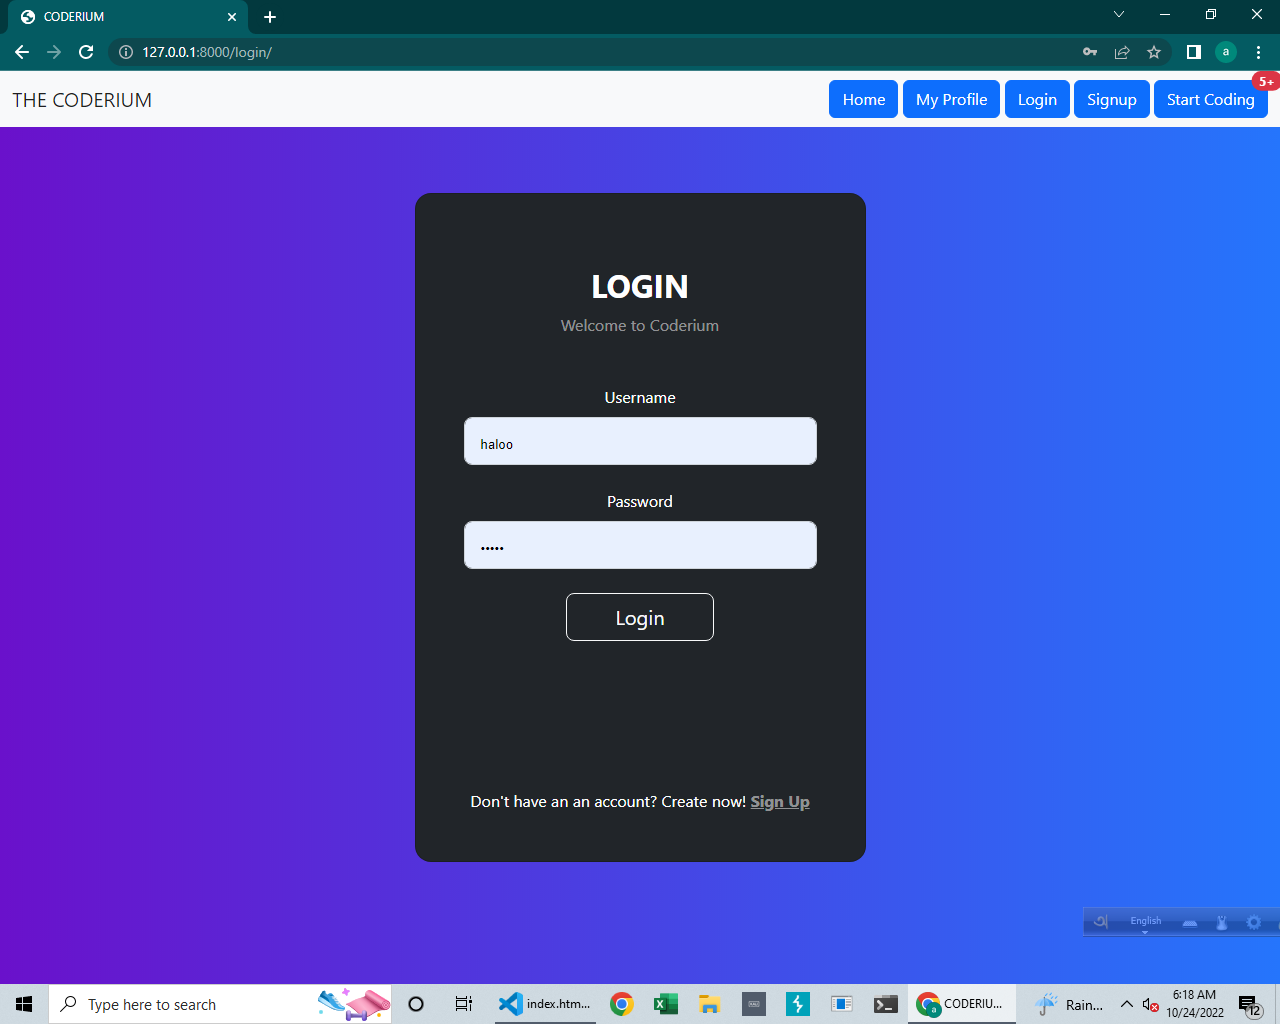 CODERIUM
127.0.0.1:8000/login/
a
THE CODERIUM
Home
My Profile
Login
Signup
Start Coding
5+
LOGIN
Welcome to Coderium
Username
haloo
Password
•••••
Login
Don't have an an account? Create now! Sign Up
English
Type here to search
index.htm...
CODERIU...
Rain...
6:18 AM
10/24/2022
12